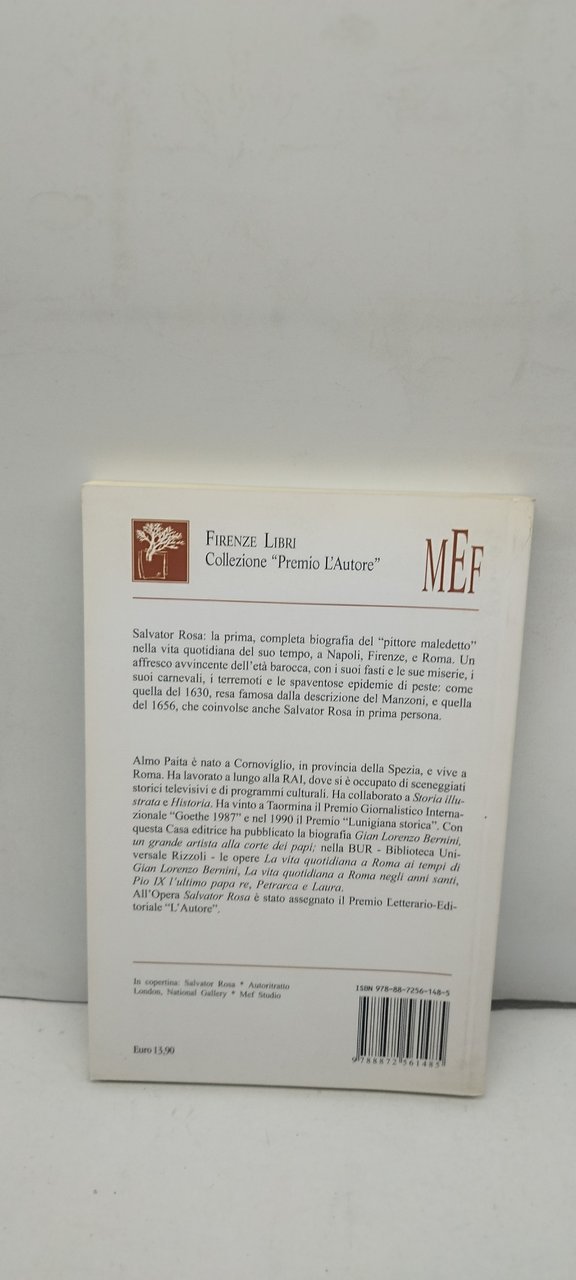 FIRENZE LIBRI
Collezione “Premio L'Autore”
MEF
Salvator Rosa: la prima, completa biografia del “pittore maledetto”
nella vita quotidiana del suo tempo, a Napoli, Firenze, e Roma. Un
affresco avvincente dell'età barocca, con i suoi fasti e le sue miserie, i
suoi carnevali, i terremoti e le spaventose epidemie di peste: come
quella del 1630, resa famosa dalla descrizione del Manzoni, e quella
del 1656, che coinvolse anche Salvator Rosa in prima persona.
Almo Paita è nato a Cornoviglio, in provincia della Spezia, e vive a
Roma. Ha lavorato a lungo alla RAI, dove si è occupato di sceneggiati
storici televisivi e di programmi culturali. Ha collaborato a Storia illu-
strata e Historia. Ha vinto a Taormina il Premio Giornalistico Interna-
zionale “Goethe 1987” e nel 1990 il Premio “Lunigiana storica”. Con
questa Casa editrice ha pubblicato la biografia Gian Lorenzo Bernini,
un grande artista alla corte dei papi; nella BUR - Biblioteca Uni-
versale Rizzoli - le opere La vita quotidiana a Roma ai tempi di
Gian Lorenzo Bernini, La vita quotidiana a Roma negli anni santi,
Pio IX l'ultimo papa re, Petrarca e Laura.
All'Opera Salvator Rosa è stato assegnato il Premio Letterario-Edi-
toriale “L'Autore”.
In copertina: Salvator Rosa * Autoritratto
London, National Gallery * Mef Studio
ISBN 978-88-7256-148-5
Euro 13,90
9 788872 561485